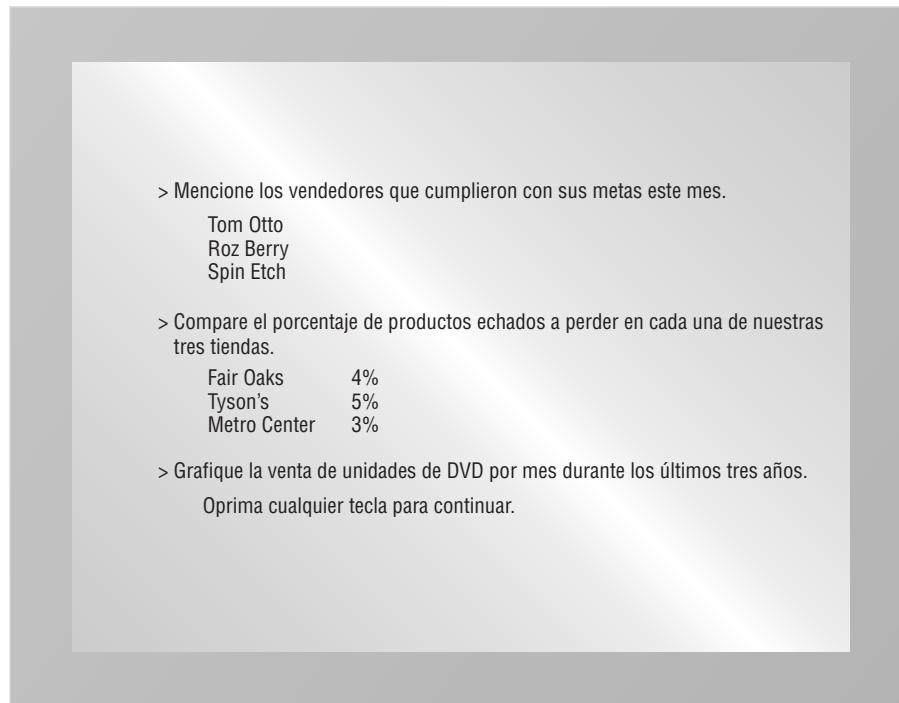 > Mencione los vendedores que cumplieron con sus metas este mes.
Tom Otto
Roz Berry
Spin Etch
> Compare el porcentaje de productos echados a perder en cada una de nuestras
tres tiendas.
Fair Oaks 4%
Tyson's 5%
Metro Center 3%
> Grafique la venta de unidades de DVD por mes durante los últimos tres años.
Oprima cualquier tecla para continuar.